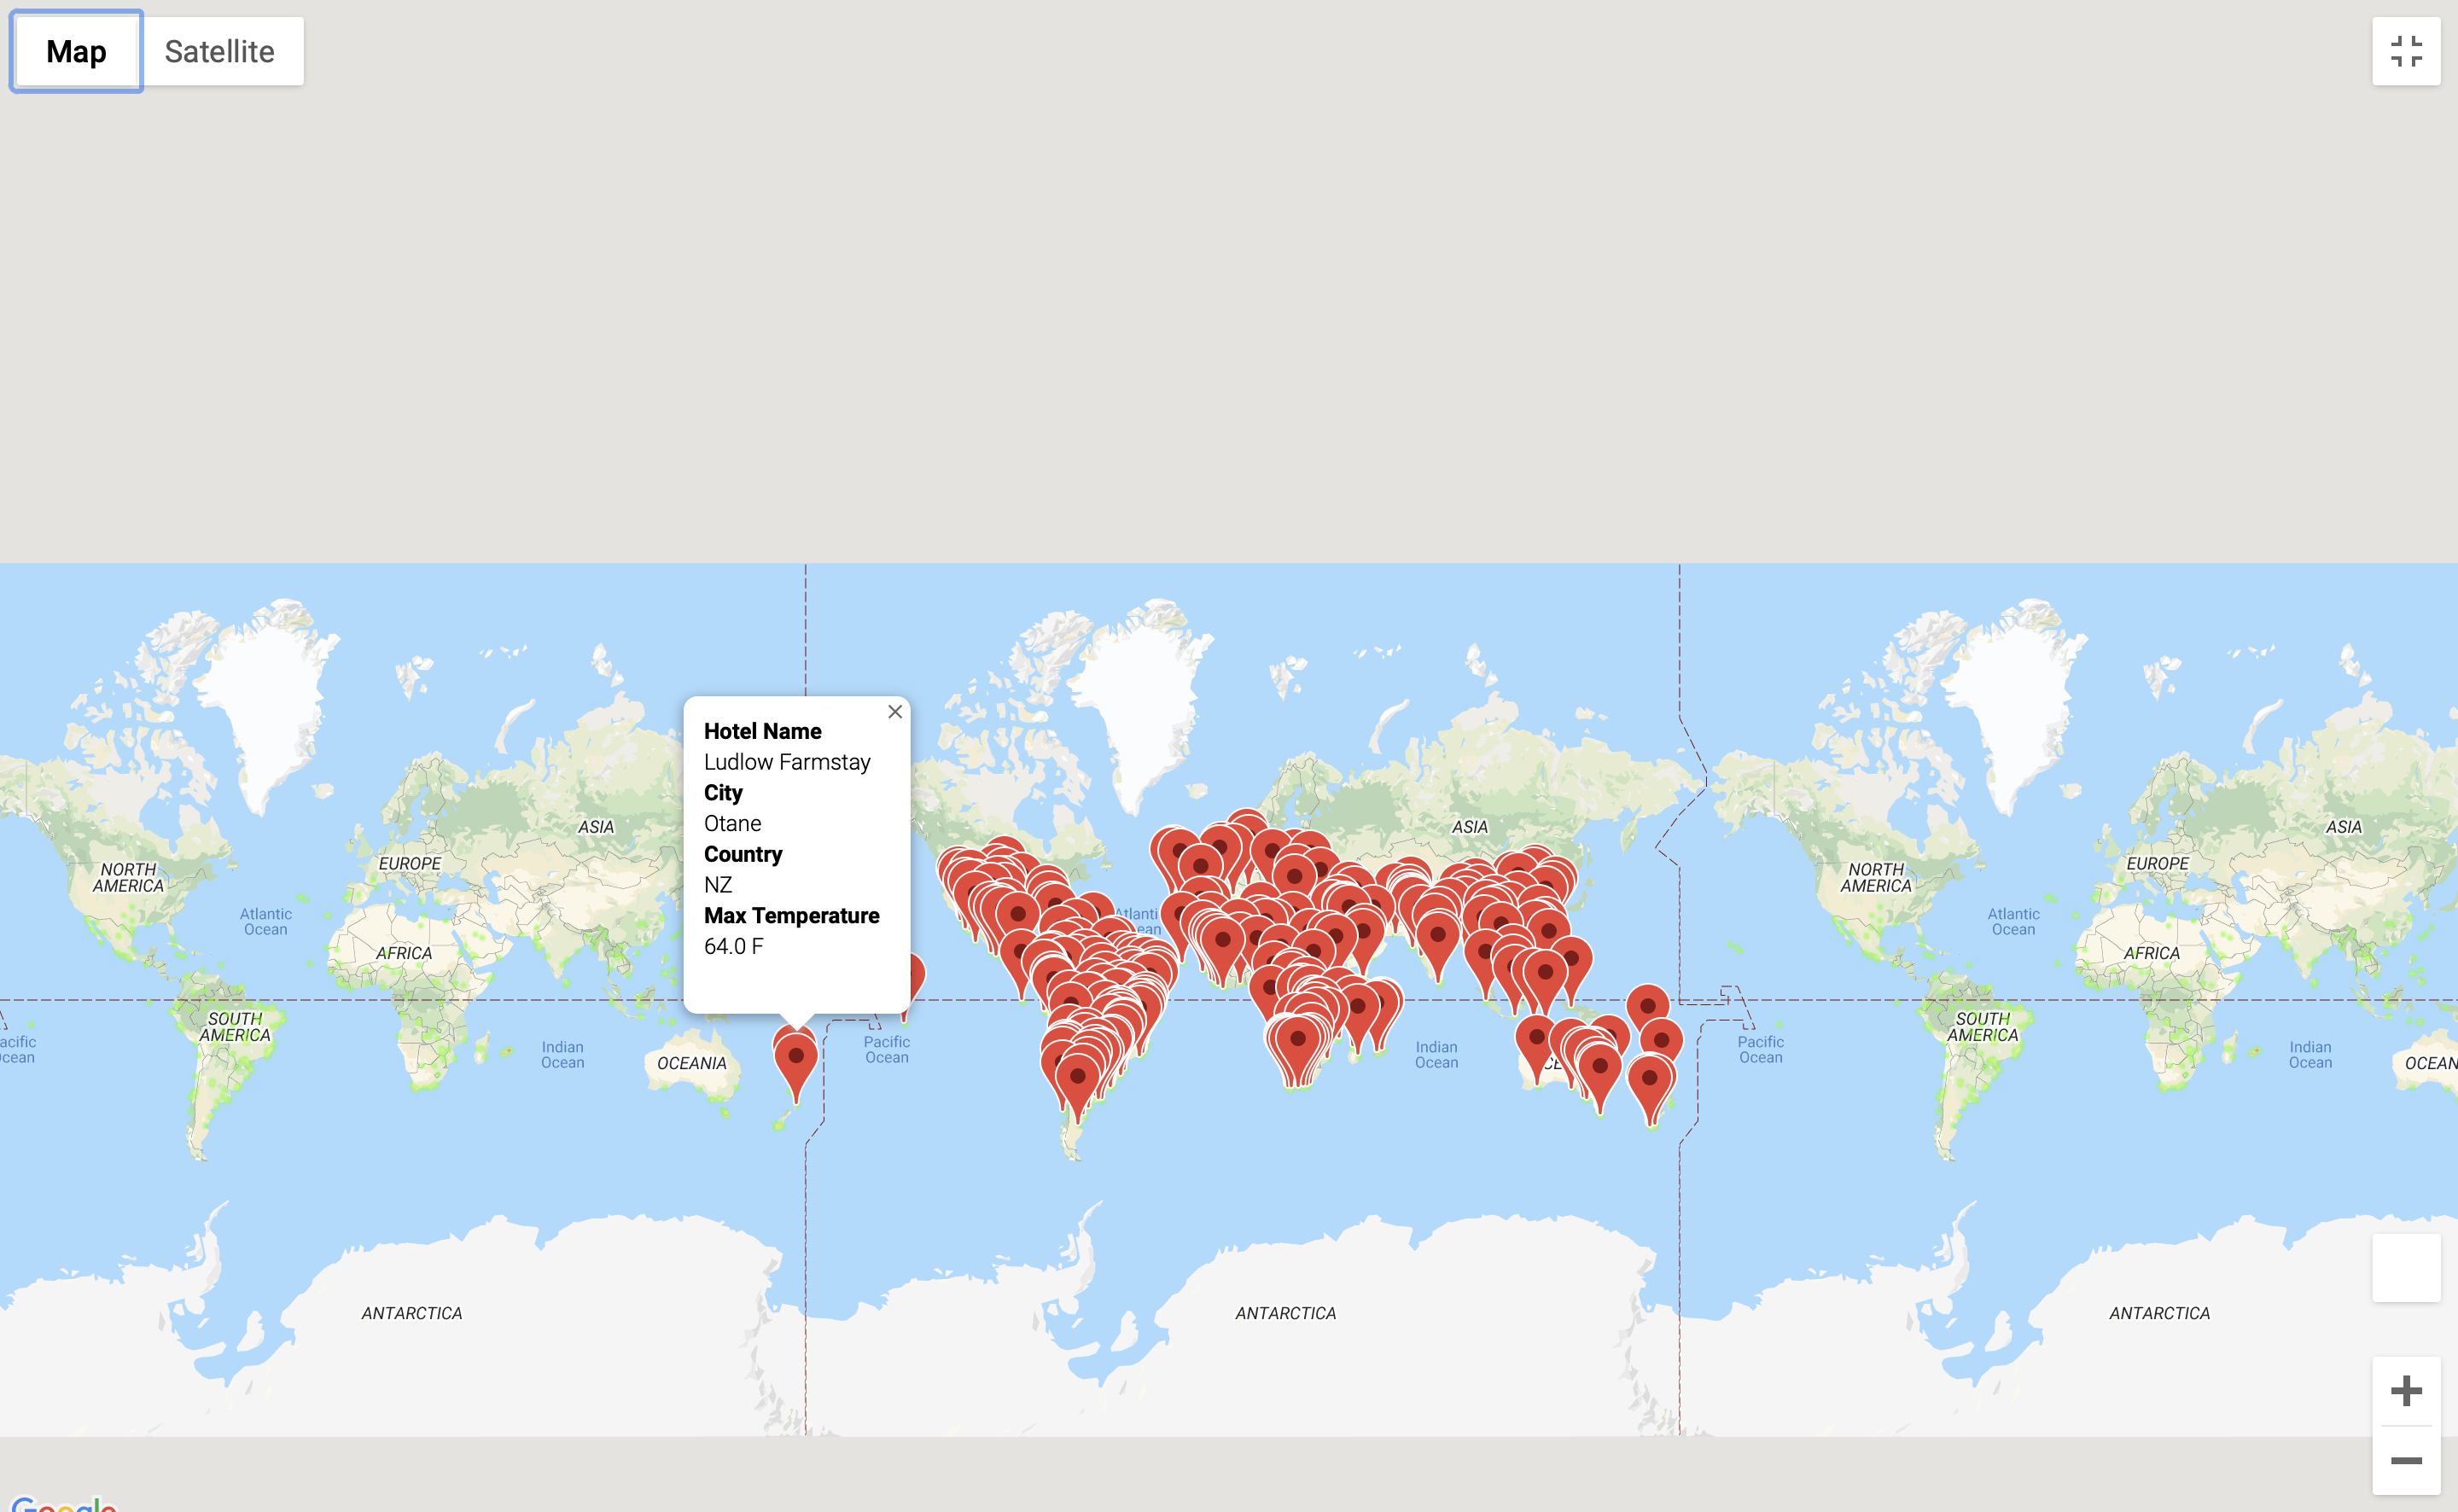 Map
Satellite
Hotel Name
Ludlow Farmstay
City
Otane
Country
NZ
Max Temperature
64.0 F
NORTH
AMERICA
Atlantic
Ocean
EUROPE
ASIA
AFRICA
SOUTH
AMERICA
acific
cean
Indian
Ocean
OCEANIA
Pacific
Ocean
ANTARCTICA
Atlanti
ean
ASIA
Indian
Ocean
CE
Pacific
Ocean
ANTARCTICA
NORTH
AMERICA
Atlantic
Ocean
EUROPE
ASIA
AFRICA
SOUTH
AMERICA
Indian
Ocean
OCEAN
ANTARCTICA
Google